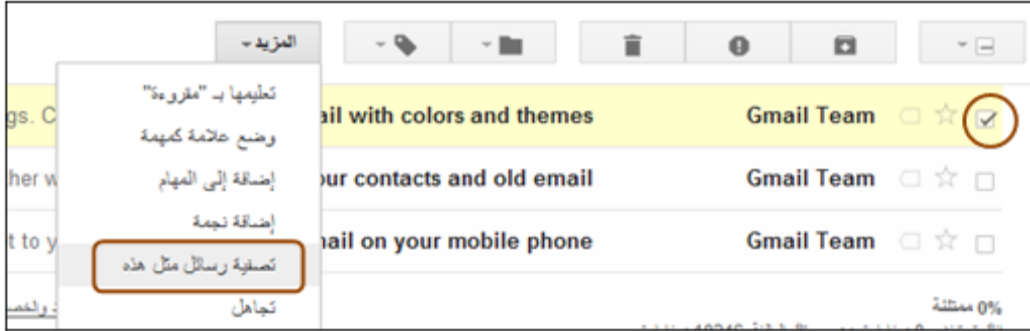 المزيد
تعليمها بـ "مقروءة"
وضع علامة كمهمة
إضافة إلى المهام
إضافة نجمة
تصفية رسائل مثل هذه
تجاهل
Gmail Team
ail with colors and themes
gs. C
Gmail Team
ur contacts and old email
her w
Gmail Team
ail on your mobile phone
t to y
0% ممتلئة